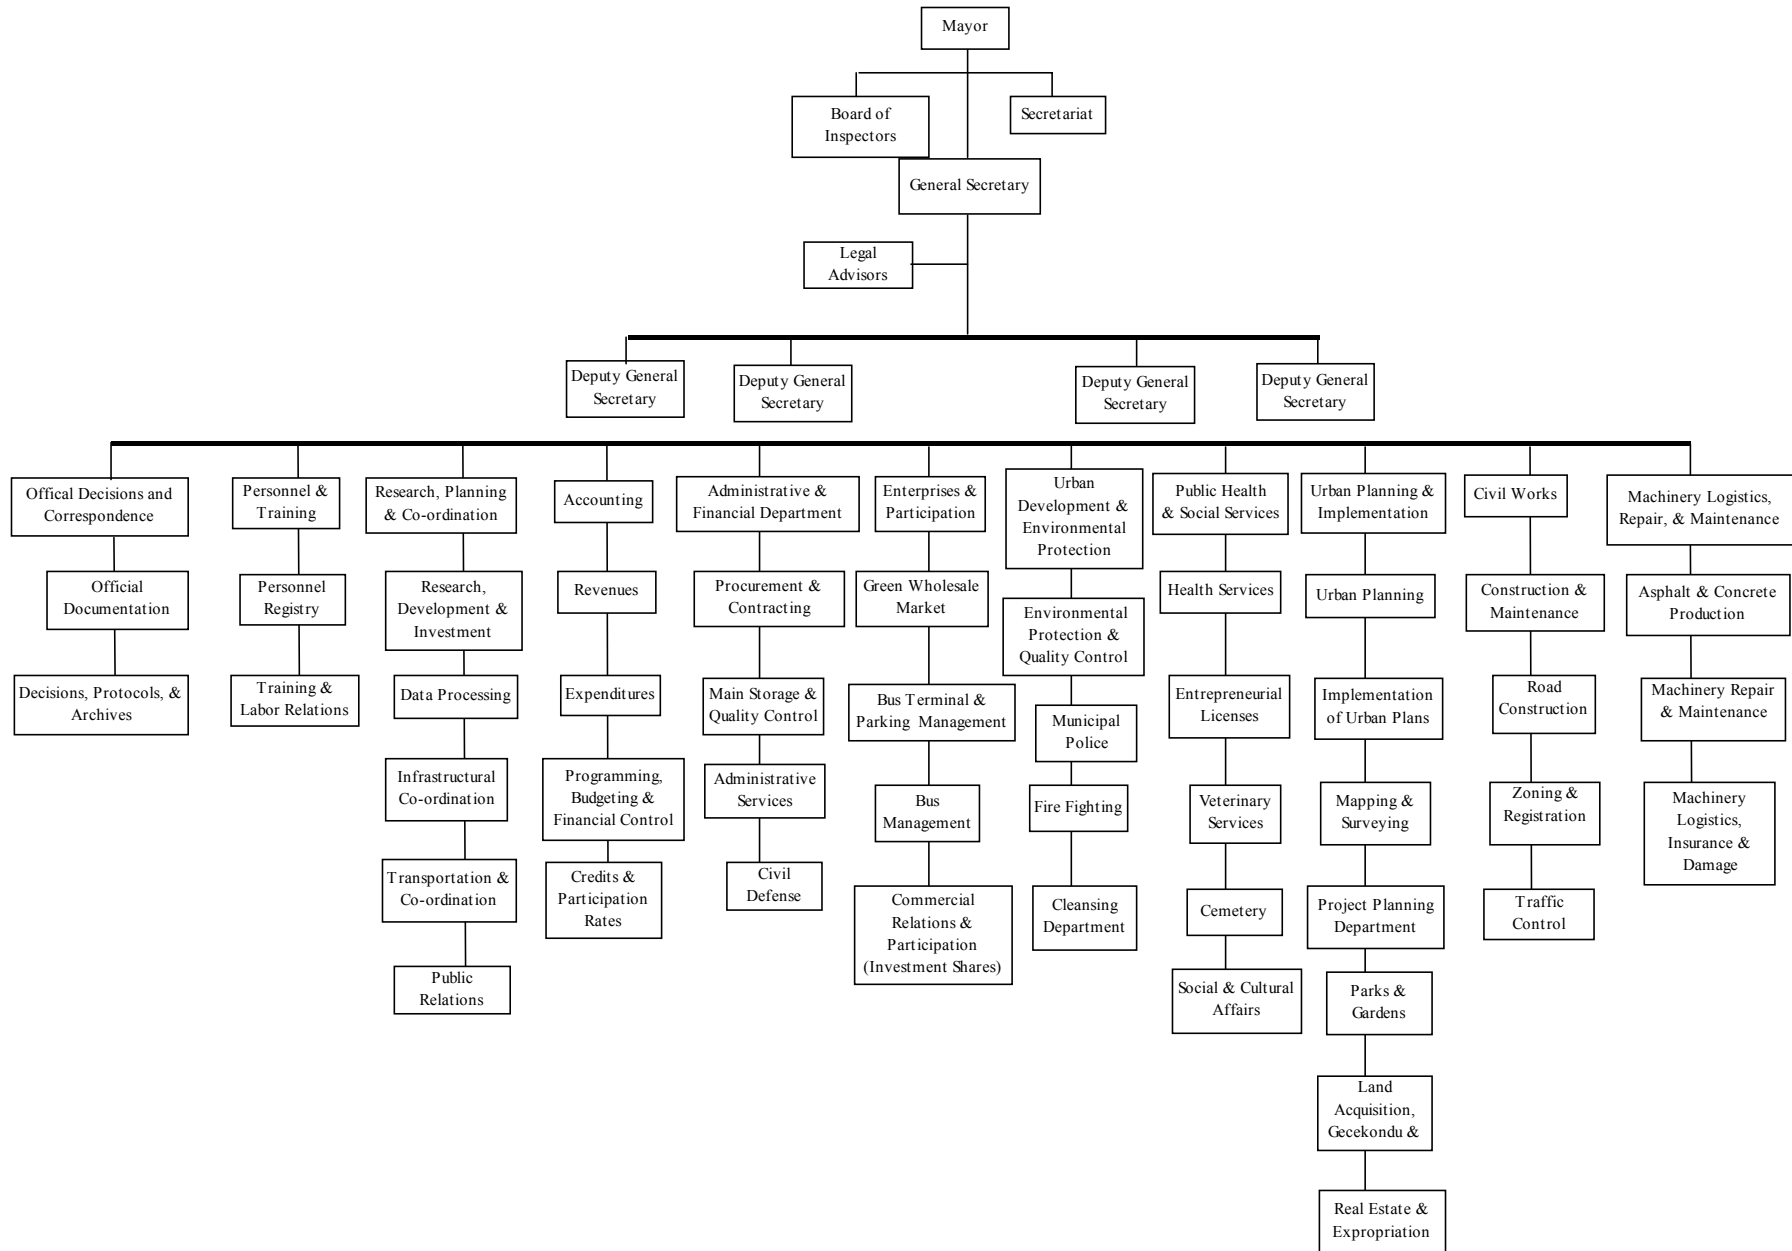 Mayor
Board of
Inspectors
Secretariat
General Secretary
Legal
Advisors
Deputy General
Secretary
Deputy General
Secretary
Deputy General
Secretary
Deputy General
Secretary
Offical Decisions and
Correspondence
Official
Documentation
Decisions, Protocols, &
Archives
Personnel &
Training
Personnel
Registry
Training &
Labor Relations
Research, Planning
& Co-ordination
Research,
Development &
Investment
Data Processing
Infrastructural
Co-ordination
Transportation &
Co-ordination
Public
Relations
Accounting
Revenues
Expenditures
Programming,
Budgeting &
Financial Control
Credits &
Participation
Rates
Administrative &
Financial Department
Procurement &
Contracting
Main Storage &
Quality Control
Administrative
Services
Civil
Defense
Enterprises &
Participation
Green Wholesale
Market
Bus Terminal &
Parking Management
Bus
Management
Commercial
Relations &
Participation
(Investment Shares)
Urban
Development &
Environmental
Protection
Environmental
Protection &
Quality Control
Municipal
Police
Fire Fighting
Cleansing
Department
Public Health
& Social Services
Health Services
Entrepreneurial
Licenses
Veterinary
Services
Cemetery
Social & Cultural
Affairs
Urban Planning &
Implementation
Urban Planning
Implementation
of Urban Plans
Mapping &
Surveying
Project Planning
Department
Parks &
Gardens
Land
Acquisition,
Gecekondu &
Real Estate &
Expropriation
Civil Works
Construction &
Maintenance
Road
Construction
Zoning &
Registration
Traffic
Control
Machinery Logistics,
Repair, & Maintenance
Asphalt & Concrete
Production
Machinery Repair
& Maintenance
Machinery
Logistics,
Insurance &
Damage